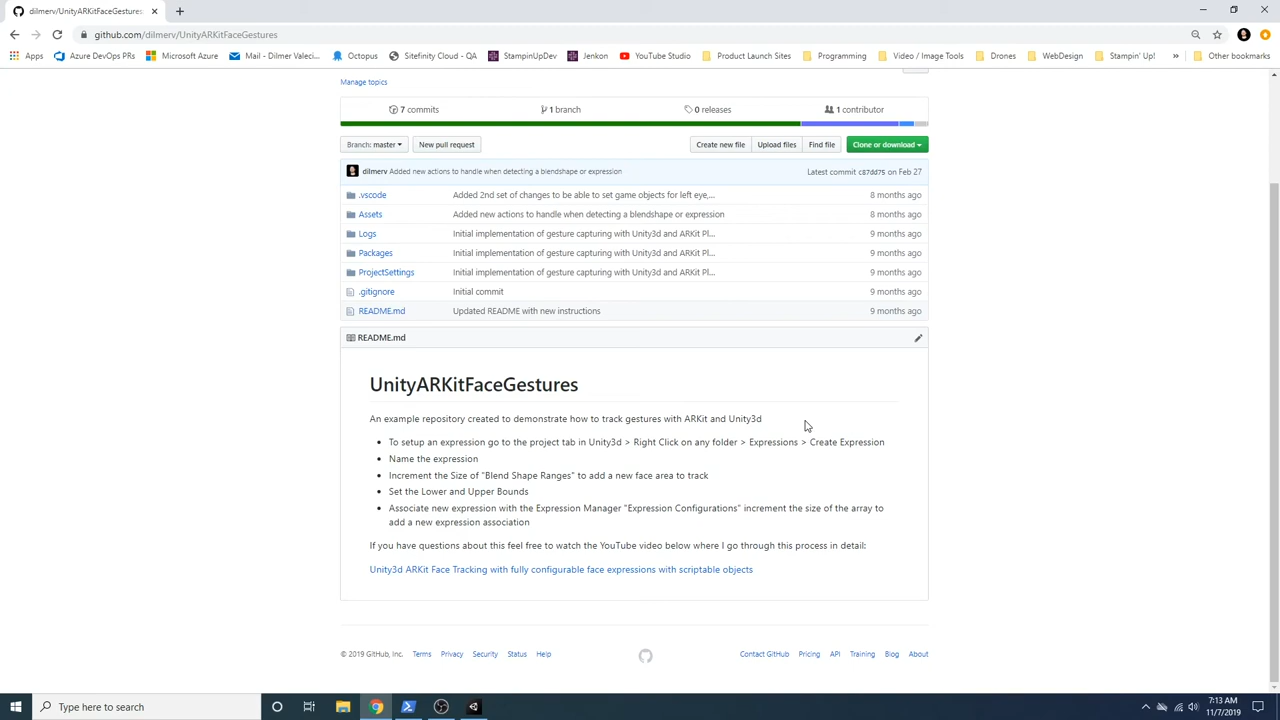 dilmerv/UnityARKitFaceGestures
github.com/dilmerv/UnityARKitFaceGestures
Apps
Azure DevOps PRs
Microsoft Azure
Mail - Dilmer Valeci...
Octopus
Sitefinity Cloud - QA
StampinUpDev
Jenkon
YouTube Studio
Product Launch Sites
Programming
Video / Image Tools
Drones
WebDesign
Stampin' Up!
»
Other bookmarks
Manage topics
7 commits
1 branch
0 releases
1 contributor
Branch: master
New pull request
Create new file
Upload files
Find file
Clone or download
dilmerv Added new actions to handle when detecting a blendshape or expression
Latest commit c87dd75 on Feb 27
.vscode Added 2nd set of changes to be able to set game objects for left eye,... 8 months ago
Assets Added new actions to handle when detecting a blendshape or expression 8 months ago
Logs Initial implementation of gesture capturing with Unity3d and ARKit Pl... 9 months ago
Packages Initial implementation of gesture capturing with Unity3d and ARKit Pl... 9 months ago
ProjectSettings Initial implementation of gesture capturing with Unity3d and ARKit Pl... 9 months ago
.gitignore Initial commit 9 months ago
README.md Updated README with new instructions 9 months ago
README.md
UnityARKitFaceGestures
An example repository created to demonstrate how to track gestures with ARKit and Unity3d
• To setup an expression go to the project tab in Unity3d > Right Click on any folder > Expressions > Create Expression
• Name the expression
• Increment the Size of "Blend Shape Ranges" to add a new face area to track
• Set the Lower and Upper Bounds
• Associate new expression with the Expression Manager "Expression Configurations" increment the size of the array to
add a new expression association
If you have questions about this feel free to watch the YouTube video below where I go through this process in detail:
Unity3d ARKit Face Tracking with fully configurable face expressions with scriptable objects
© 2019 GitHub, Inc.
Terms
Privacy
Security
Status
Help
Contact GitHub
Pricing
API
Training
Blog
About
Type here to search
7:13 AM
11/7/2019